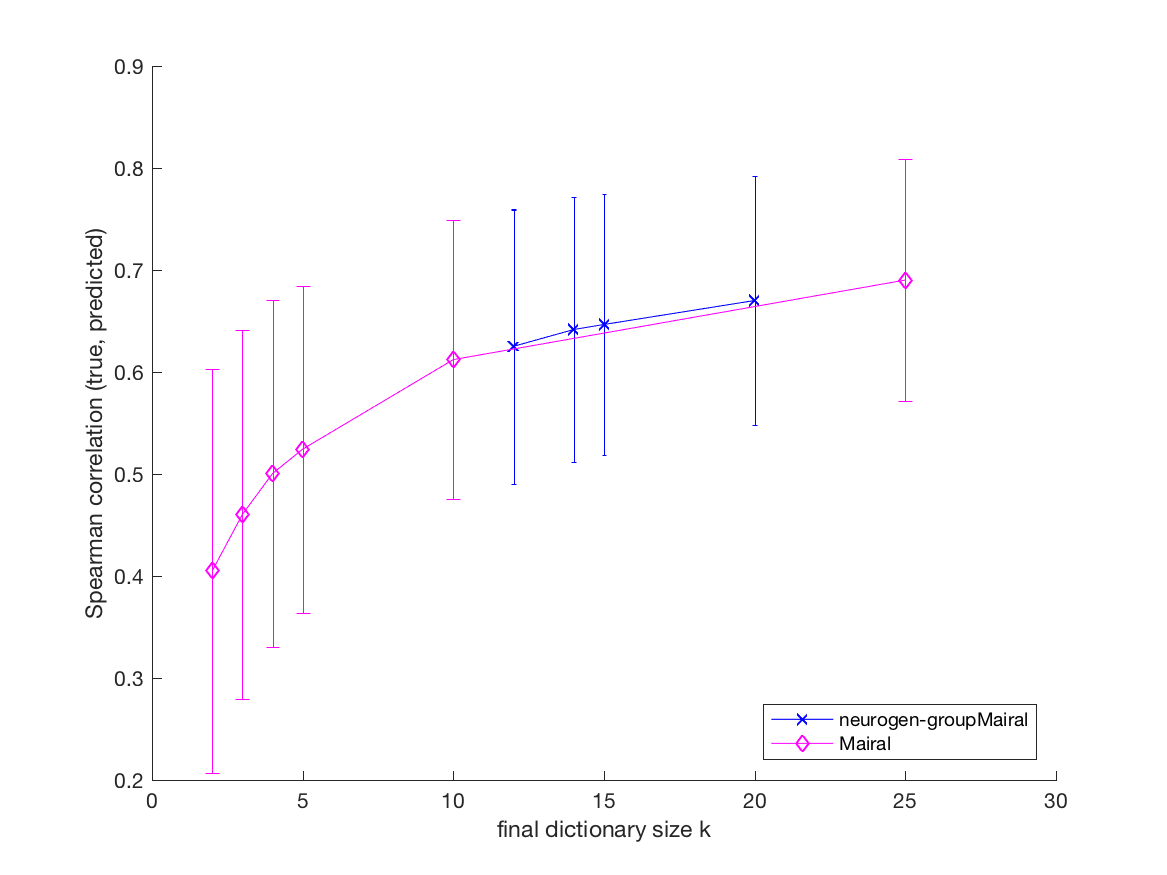 0.9
0.8
0.7
0.6
0.5
0.4
0.3
0.2
Spearman correlation (true, predicted)
0 5 10 15 20 25 30
final dictionary size k
neurogen-groupMairal
Mairal